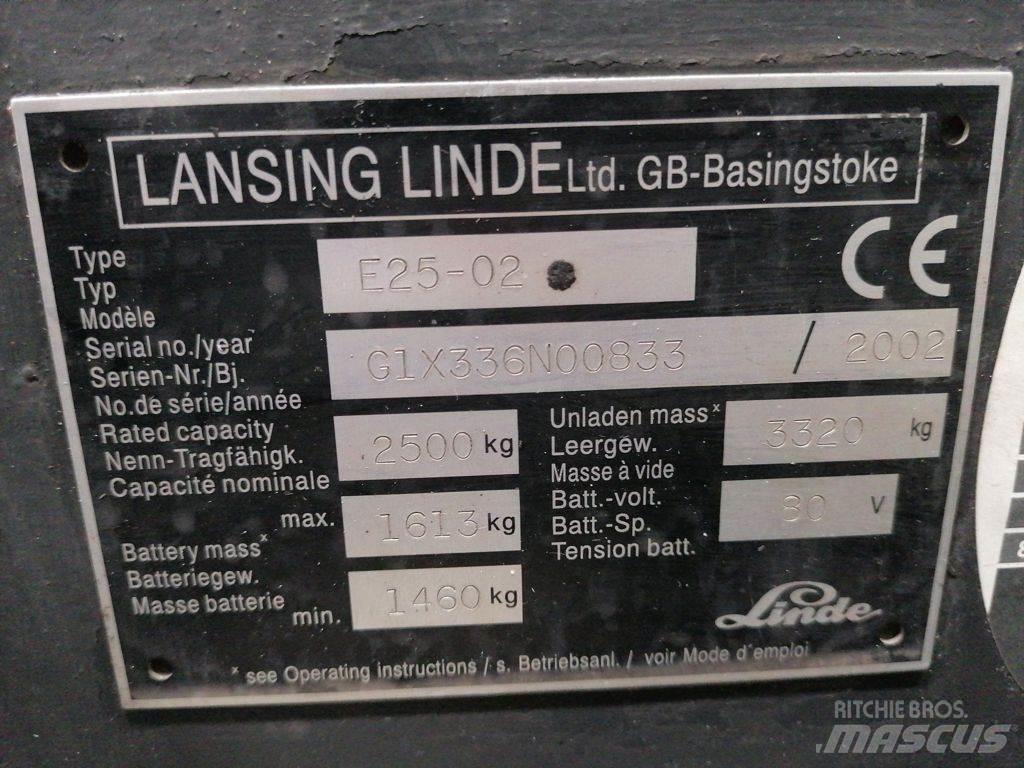 LANSING LINDE Ltd. GB-Basingstoke
CE
Type
Typ
Modèle
E25-02
Serial no./year
Serien-Nr./Bj.
No.de série/année
G1X336N00833 / 2002
Rated capacity
Nenn-Tragfähigk.
Capacité nominale
2500 kg
Unladen mass x
Leergew.
Masse à vide
3320 kg
max. 1613 kg
Battery mass x
Batteriegew.
Masse batterie
min. 1460 kg
Batt.-volt.
Batt.-Sp.
Tension batt.
80 V
Linde
x see Operating instructions / s. Betriebsanl. / voir Mode d'emploi
RITCHIE BROS.
MASCUS